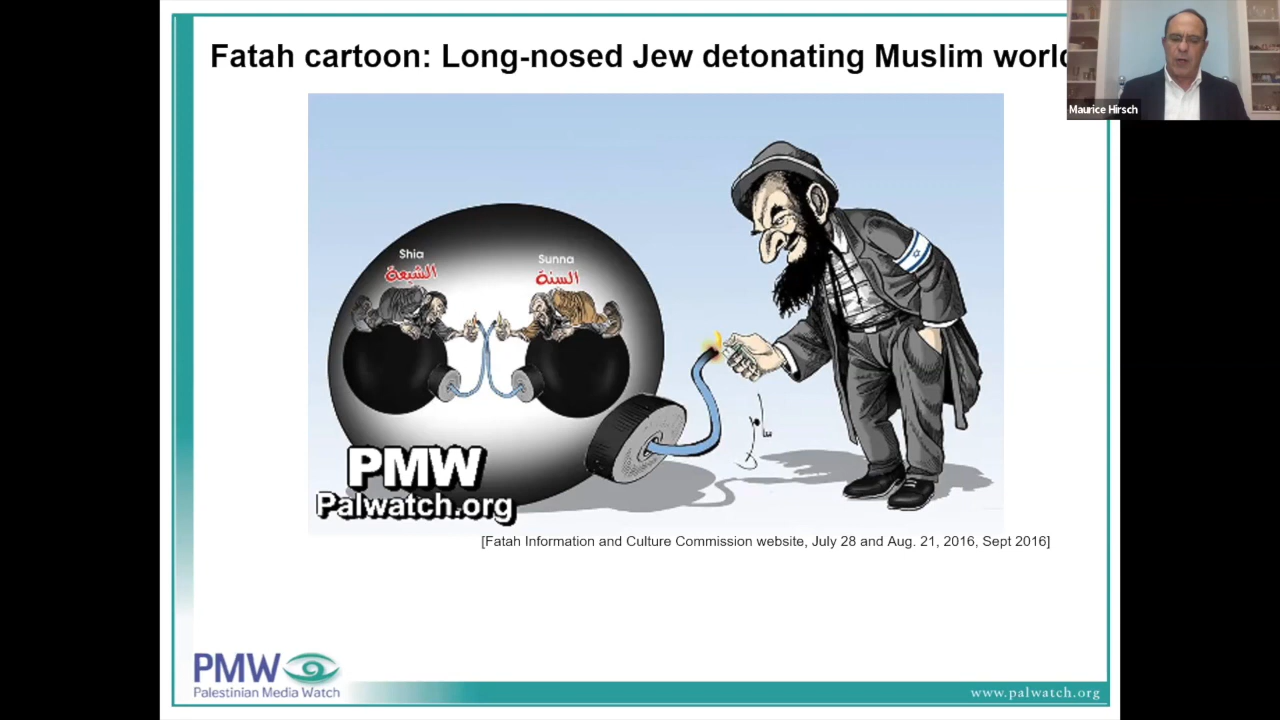 Fatah cartoon: Long-nosed Jew detonating Muslim world
Maurice Hirsch
Shia
الشيعة
Sunna
السنة
PMW
Palwatch.org
[Fatah Information and Culture Commission website, July 28 and Aug. 21, 2016, Sept 2016]
PMW
Palestinian Media Watch
www.palwatch.org